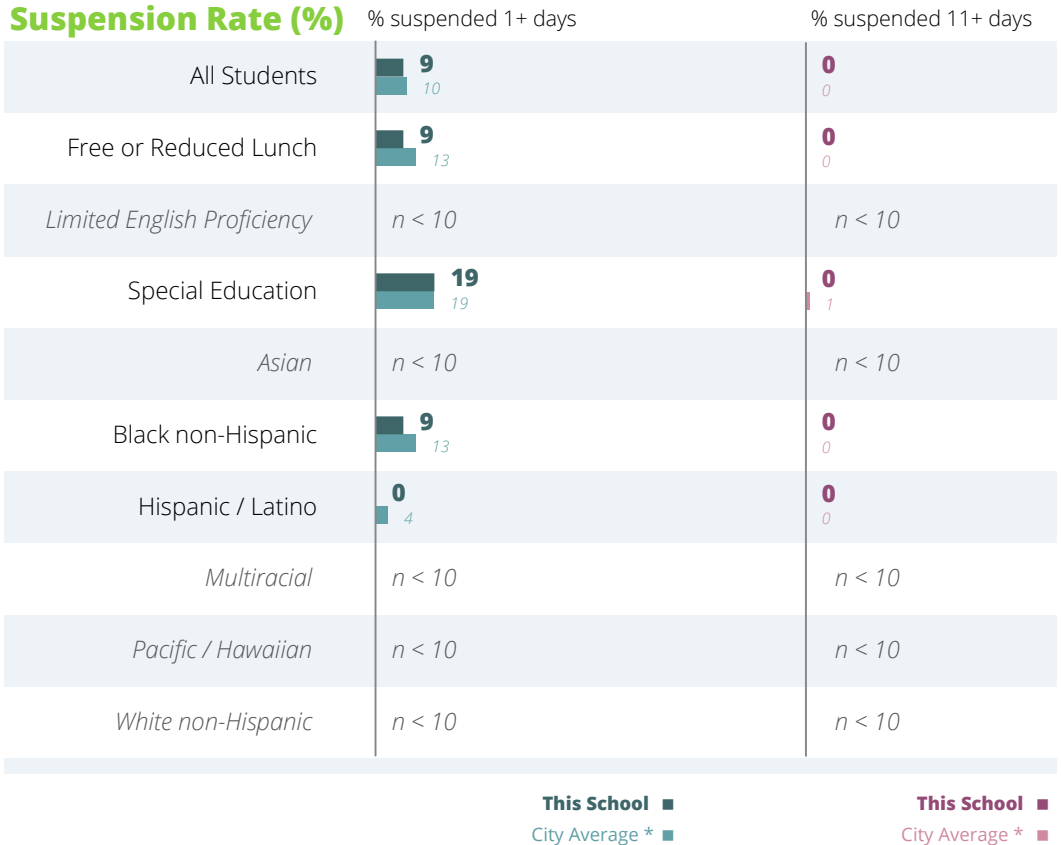 Suspension Rate (%) % suspended 1+ days % suspended 11+ days
All Students 9 0
10 0
Free or Reduced Lunch 9 0
13 0
Limited English Proficiency n < 10 n < 10
Special Education 19 0
19 1
Asian n < 10 n < 10
Black non-Hispanic 9 0
13 0
Hispanic / Latino 0 0
4 0
Multiracial n < 10 n < 10
Pacific / Hawaiian n < 10 n < 10
White non-Hispanic n < 10 n < 10
This School This School
City Average * City Average *